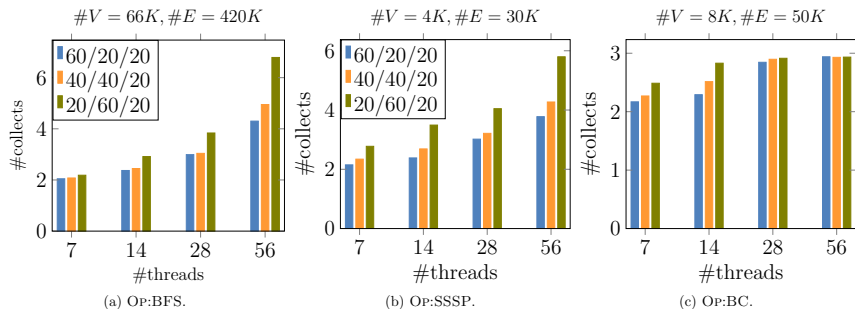 #V = 66K, #E = 420K
#collects
6
4
2
0
60/20/20
40/40/20
20/60/20
7 14 28 56
#threads
(a) OP:BFS.
#V = 4K, #E = 30K
#collects
6
4
2
0
60/20/20
40/40/20
20/60/20
7 14 28 56
#threads
(b) OP:SSSP.
#V = 8K, #E = 50K
#collects
3
2
1
0
7 14 28 56
#threads
(c) OP:BC.